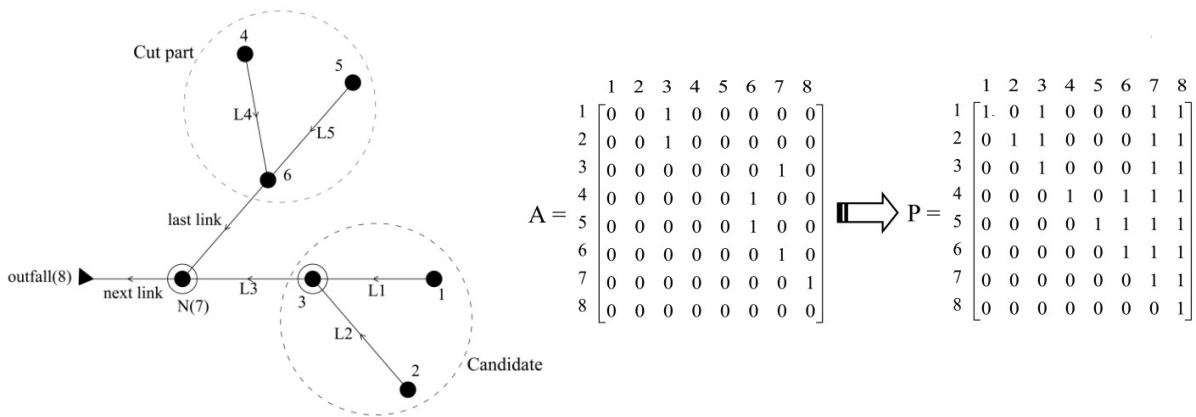 4
Cut part
5
L4
L5
6
last link
outfall(8)
next link
N(7)
L3
3
L1
1
L2
2
Candidate
1 2 3 4 5 6 7 8
1 0 0 1 0 0 0 0 0
2 0 0 1 0 0 0 0 0
3 0 0 0 0 0 0 1 0
4 0 0 0 0 0 1 0 0
A =
5 0 0 0 0 0 1 0 0
6 0 0 0 0 0 0 1 0
7 0 0 0 0 0 0 0 1
8 0 0 0 0 0 0 0 0
1 2 3 4 5 6 7 8
1 1 0 1 0 0 0 1 1
2 0 1 1 0 0 0 1 1
3 0 0 1 0 0 0 1 1
4 0 0 0 1 0 1 1 1
P =
5 0 0 0 0 1 1 1 1
6 0 0 0 0 0 1 1 1
7 0 0 0 0 0 0 1 1
8 0 0 0 0 0 0 0 1